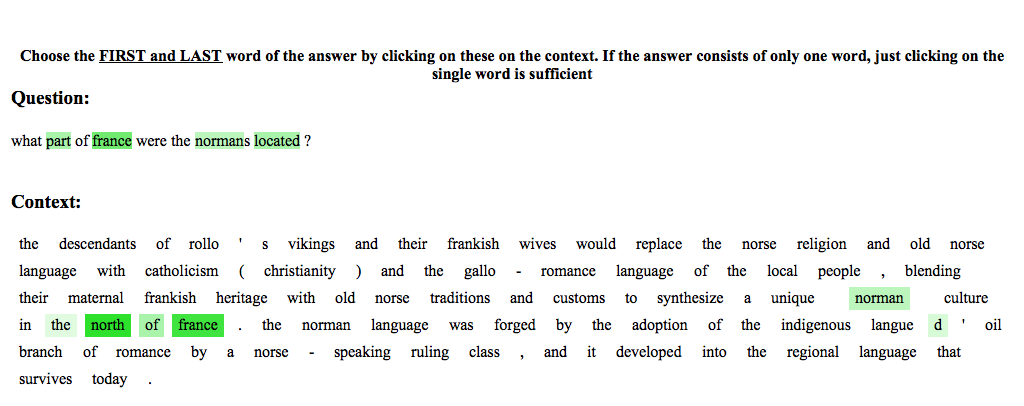 Choose the FIRST and LAST word of the answer by clicking on these on the context. If the answer consists of only one word, just clicking on the
single word is sufficient
Question:
what part of france were the normans located ?
Context:
the descendants of rollo ' s vikings and their frankish wives would replace the norse religion and old norse
language with catholicism ( christianity ) and the gallo - romance language of the local people , blending
their maternal frankish heritage with old norse traditions and customs to synthesize a unique norman culture
in the north of france . the norman language was forged by the adoption of the indigenous langue d ' oil
branch of romance by a norse - speaking ruling class , and it developed into the regional language that
survives today .